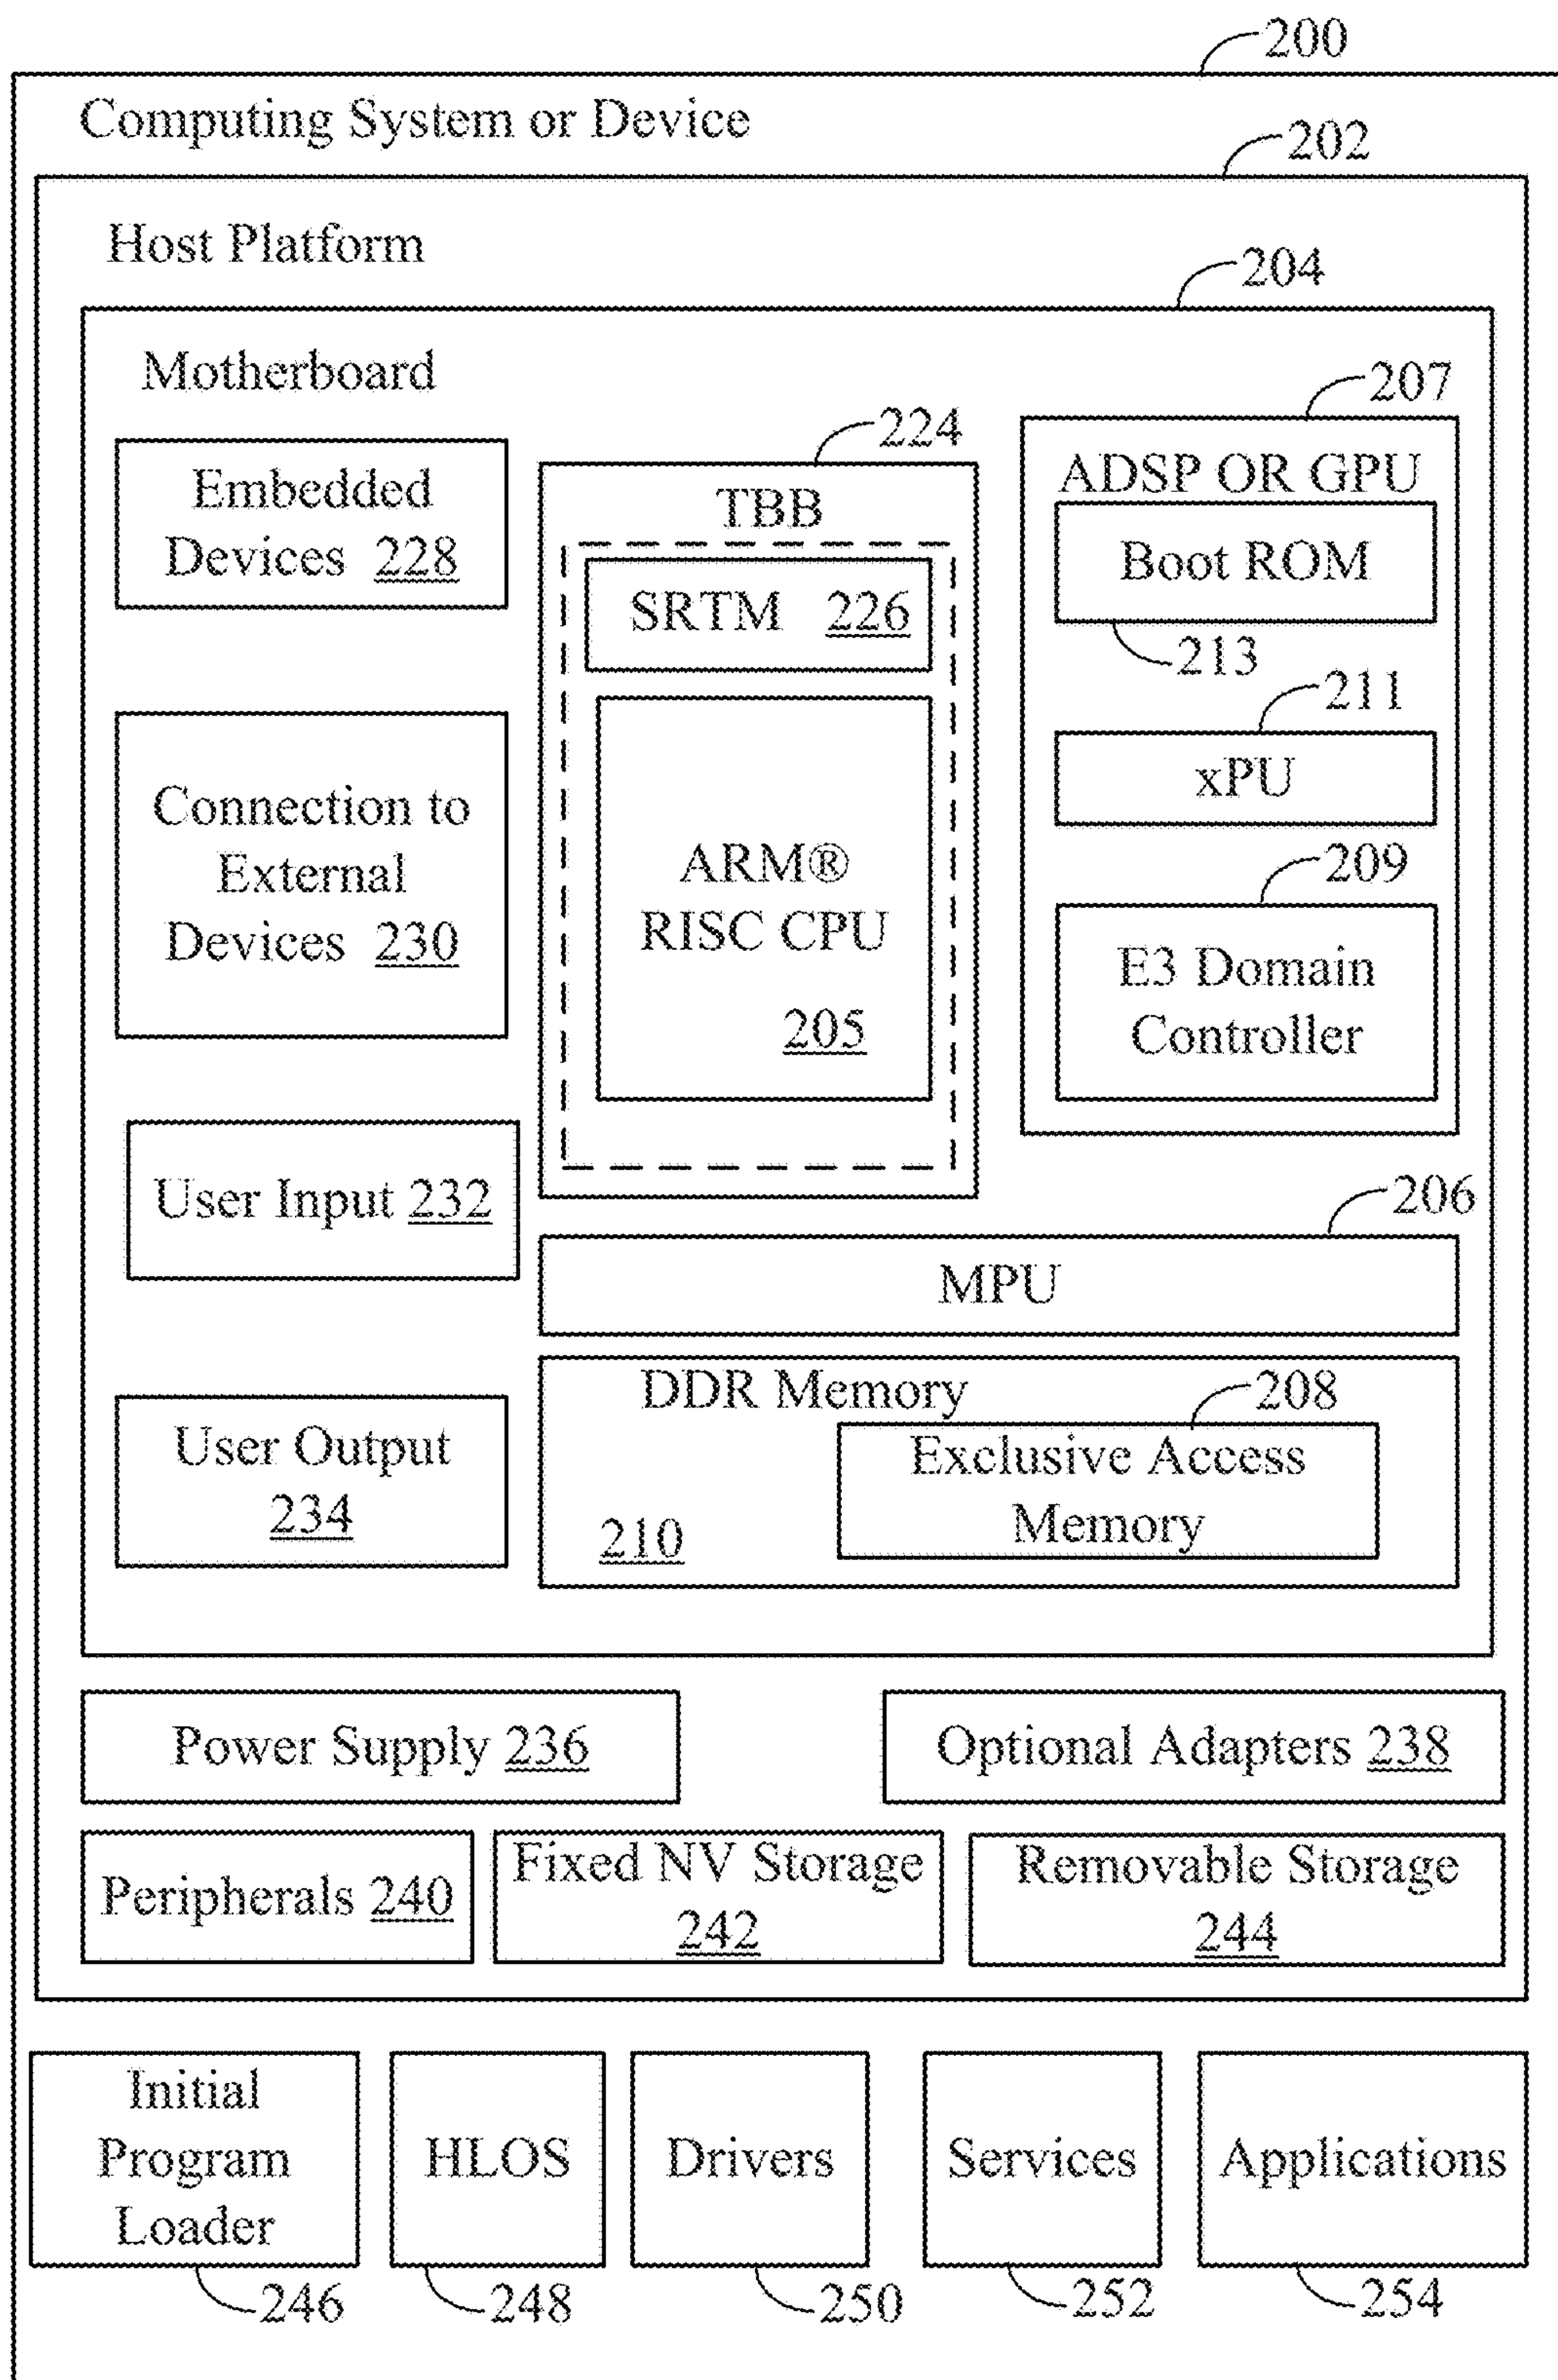 200
Computing System or Device
202
Host Platform
204
Motherboard
207
224
ADSP OR GPU
Embedded
Devices 228
TBB
SRTM 226
Boot ROM
213
211
xPU
Connection to
External
Devices 230
ARM®
RISC CPU
205
209
E3 Domain
Controller
User Input 232
206
MPU
DDR Memory
208
Exclusive Access
Memory
210
User Output
234
Power Supply 236
Optional Adapters 238
Peripherals 240
Fixed NV Storage
242
Removable Storage
244
Initial
Program
Loader
HLOS
Drivers
Services
Applications
246
248
250
252
254